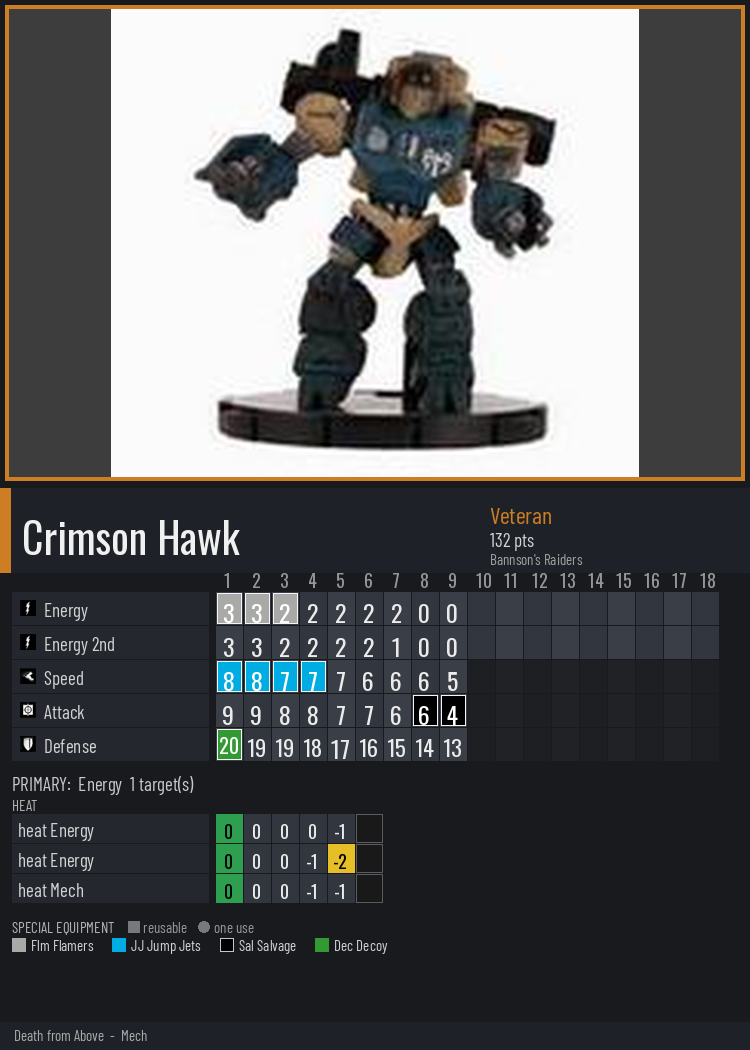 Crimson Hawk
Veteran
132 pts
Bannson's Raiders
1 2 3 4 5 6 7 8 9 10 11 12 13 14 15 16 17 18
Energy 3 3 2 2 2 2 2 0 0
Energy 2nd 3 3 2 2 2 2 1 0 0
Speed 8 8 7 7 7 6 6 6 5
Attack 9 9 8 8 7 7 6 6 4
Defense 20 19 19 18 17 16 15 14 13
PRIMARY: Energy 1 target(s)
HEAT
heat Energy 0 0 0 0 -1
heat Energy 0 0 0 -1 -2
heat Mech 0 0 0 -1 -1
SPECIAL EQUIPMENT reusable one use
Flm Flamers JJ Jump Jets Sal Salvage Dec Decoy
Death from Above - Mech